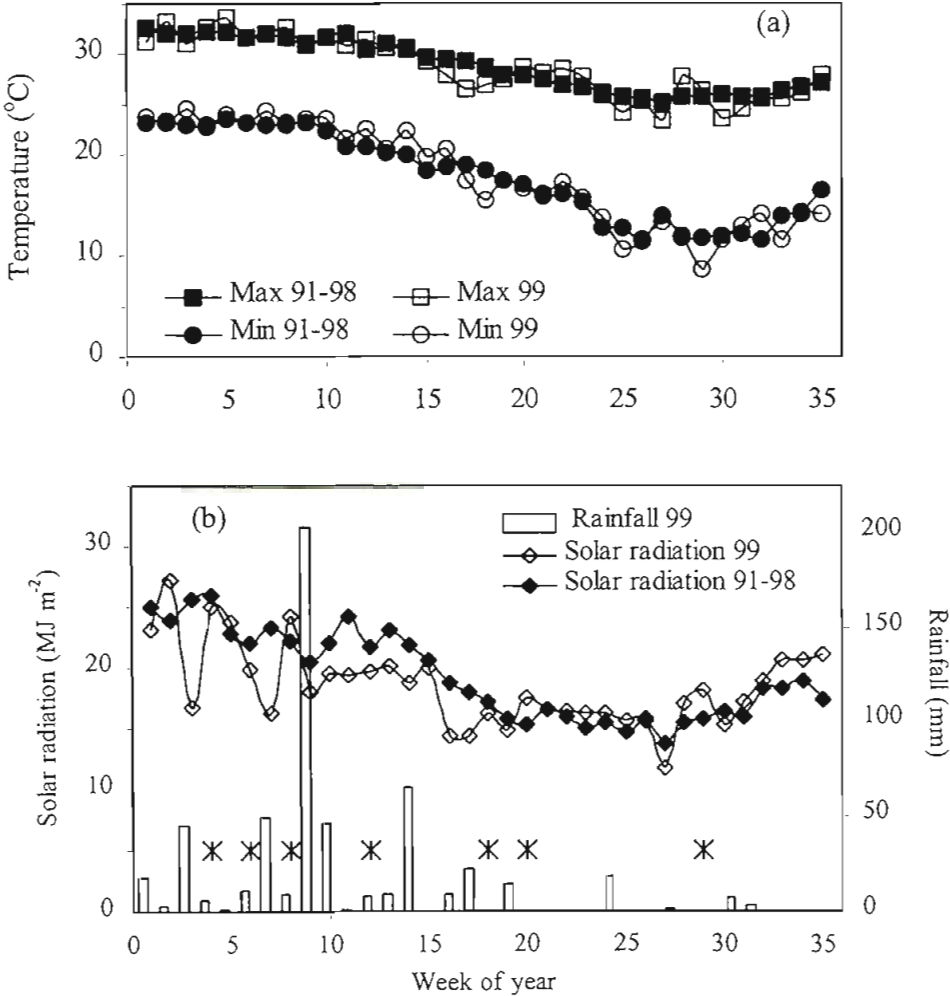 (a)
30
20
10
0
Temperature (°C)
Max 91-98
Max 99
Min 91-98
Min 99
0 5 10 15 20 25 30 35
(b)
Rainfall 99
Solar radiation 99
Solar radiation 91-98
30
20
10
0
Solar radiation (MJ m⁻²)
200
150
100
50
0
Rainfall (mm)
0 5 10 15 20 25 30 35
Week of year